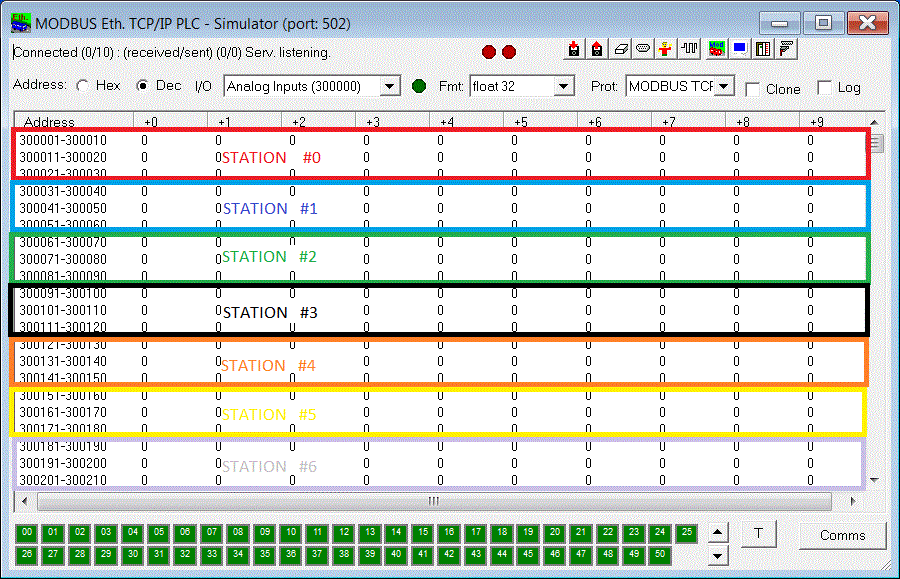 MODBUS Eth. TCP/IP PLC - Simulator (port: 502)
Connected (0/10) : (received/sent) (0/0) Serv. listening.
Address: Hex Dec I/O Analog Inputs (300000) Fmt: float 32 Prot: MODBUS TCP Clone Log
Address +0 +1 +2 +3 +4 +5 +6 +7 +8 +9
300001-300010 0 0 0 0 0 0 0 0 0 0
300011-300020 0 0 STATION #0 0 0 0 0 0 0 0
300021-300030 0 0 0 0 0 0 0 0 0 0
300031-300040 0 0 0 0 0 0 0 0 0 0
300041-300050 0 0 STATION #1 0 0 0 0 0 0 0
300051-300060 0 0 0 0 0 0 0 0 0 0
300061-300070 0 0 0 0 0 0 0 0 0 0
300071-300080 0 0 STATION #2 0 0 0 0 0 0 0
300081-300090 0 0 0 0 0 0 0 0 0 0
300091-300100 0 0 0 0 0 0 0 0 0 0
300101-300110 0 0 STATION #3 0 0 0 0 0 0 0
300111-300120 0 0 0 0 0 0 0 0 0 0
300121-300130 0 0 0 0 0 0 0 0 0 0
300131-300140 0 0 STATION #4 0 0 0 0 0 0 0
300141-300150 0 0 0 0 0 0 0 0 0 0
300151-300160 0 0 0 0 0 0 0 0 0 0
300161-300170 0 0 STATION #5 0 0 0 0 0 0 0
300171-300180 0 0 0 0 0 0 0 0 0 0
300181-300190 0 0 0 0 0 0 0 0 0 0
300191-300200 0 0 STATION #6 0 0 0 0 0 0 0
300201-300210 0 0 0 0 0 0 0 0 0 0
00 01 02 03 04 05 06 07 08 09 10 11 12 13 14 15 16 17 18 19 20 21 22 23 24 25 T Comms
26 27 28 29 30 31 32 33 34 35 36 37 38 39 40 41 42 43 44 45 46 47 48 49 50